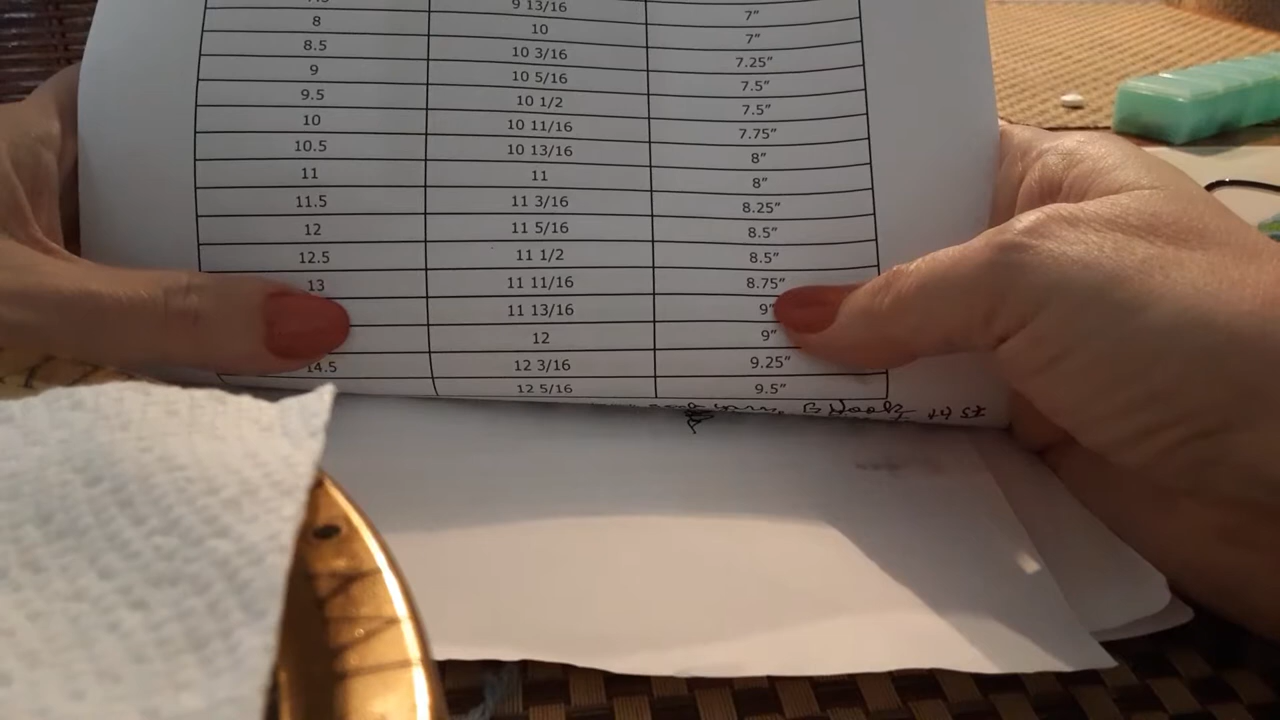 9 13/16 7"
8 10 7"
8.5 10 3/16 7.25"
9 10 5/16 7.5"
9.5 10 1/2 7.5"
10 10 11/16 7.75"
10.5 10 13/16 8"
11 11 8"
11.5 11 3/16 8.25"
12 11 5/16 8.5"
12.5 11 1/2 8.5"
13 11 11/16 8.75"
11 13/16 9"
12 9"
14.5 12 3/16 9.25"
12 5/16 9.5"
Hook